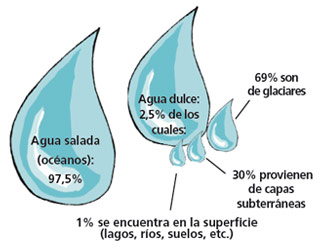 Agua salada
(océanos):
97,5%
Agua dulce:
2,5% de los
cuales:
69% son
de glaciares
30% provienen
de capas
subterráneas
1% se encuentra en la superficie
(lagos, ríos, suelos, etc.)